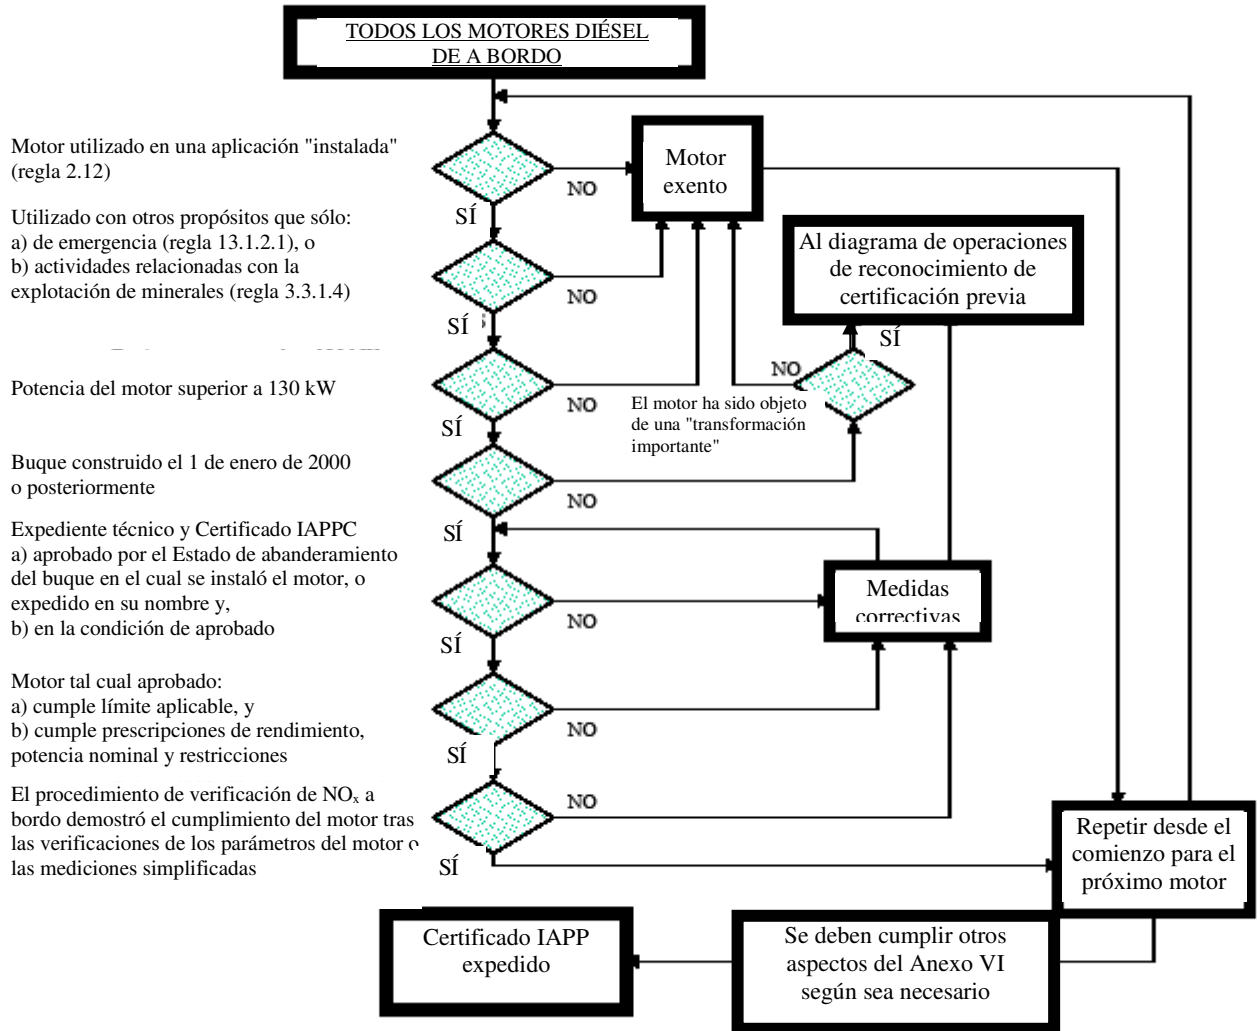 TODOS LOS MOTORES DIÉSEL
DE A BORDO
Motor utilizado en una aplicación "instalada"
(regla 2.12)
NO
Motor
exento
SÍ
Utilizado con otros propósitos que sólo:
a) de emergencia (regla 13.1.2.1), o
b) actividades relacionadas con la
explotación de minerales (regla 3.3.1.4)
NO
SÍ
Al diagrama de operaciones
de reconocimiento de
certificación previa
SÍ
NO
Potencia del motor superior a 130 kW
NO
SÍ
El motor ha sido objeto
de una "transformación
importante"
Buque construido el 1 de enero de 2000
o posteriormente
NO
SÍ
Expediente técnico y Certificado IAPPC
a) aprobado por el Estado de abanderamiento
del buque en el cual se instaló el motor, o
expedido en su nombre y,
b) en la condición de aprobado
NO
SÍ
Medidas
correctivas
Motor tal cual aprobado:
a) cumple límite aplicable, y
b) cumple prescripciones de rendimiento,
potencia nominal y restricciones
NO
SÍ
El procedimiento de verificación de NOₓ a
bordo demostró el cumplimiento del motor tras
las verificaciones de los parámetros del motor o
las mediciones simplificadas
NO
SÍ
Repetir desde el
comienzo para el
próximo motor
Certificado IAPP
expedido
Se deben cumplir otros
aspectos del Anexo VI
según sea necesario